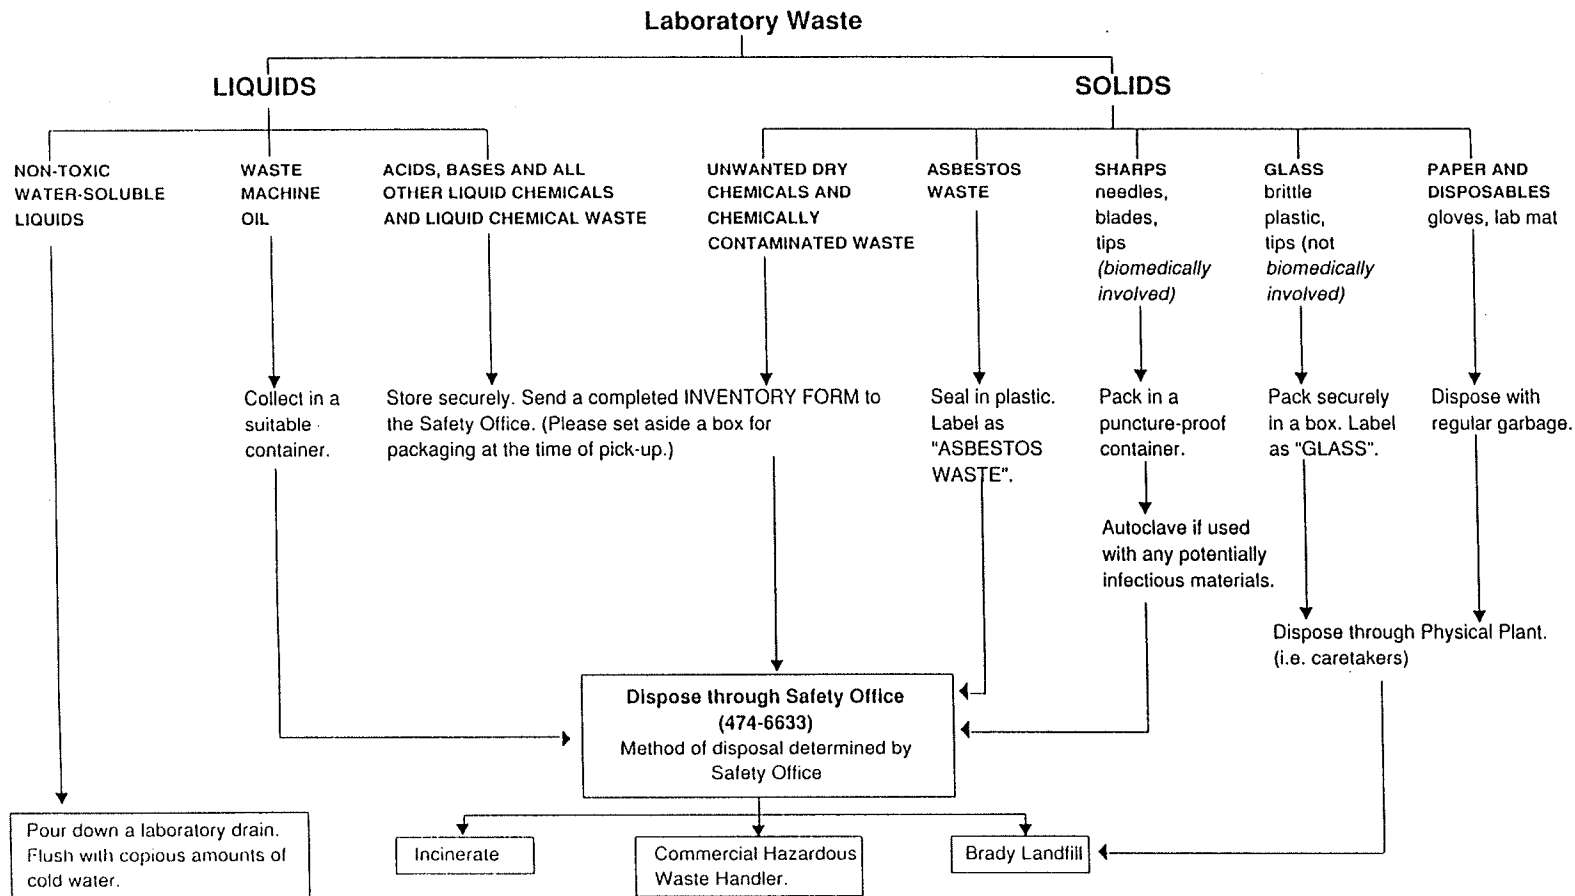 Laboratory Waste
LIQUIDS
SOLIDS
NON-TOXIC
WATER-SOLUBLE
LIQUIDS
WASTE
MACHINE
OIL
ACIDS, BASES AND ALL
OTHER LIQUID CHEMICALS
AND LIQUID CHEMICAL WASTE
UNWANTED DRY
CHEMICALS AND
CHEMICALLY
CONTAMINATED WASTE
ASBESTOS
WASTE
SHARPS
needles,
blades,
tips
(biomedically
involved)
GLASS
brittle
plastic,
tips (not
biomedically
involved)
PAPER AND
DISPOSABLES
gloves, lab mat
Collect in a
suitable
container.
Store securely. Send a completed INVENTORY FORM to
the Safety Office. (Please set aside a box for
packaging at the time of pick-up.)
Seal in plastic.
Label as
"ASBESTOS
WASTE".
Pack in a
puncture-proof
container.
Pack securely
in a box. Label
as "GLASS".
Dispose with
regular garbage.
Autoclave if used
with any potentially
infectious materials.
Dispose through Physical Plant.
(i.e. caretakers)
Dispose through Safety Office
(474-6633)
Method of disposal determined by
Safety Office
Pour down a laboratory drain.
Flush with copious amounts of
cold water.
Incinerate
Commercial Hazardous
Waste Handler.
Brady Landfill